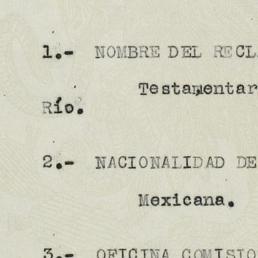 1.- NOMBRE DEL RECL
Testamentar
Río.
2.- NACIONALIDAD DE
Mexicana.
3.- OFICINA COMISIO